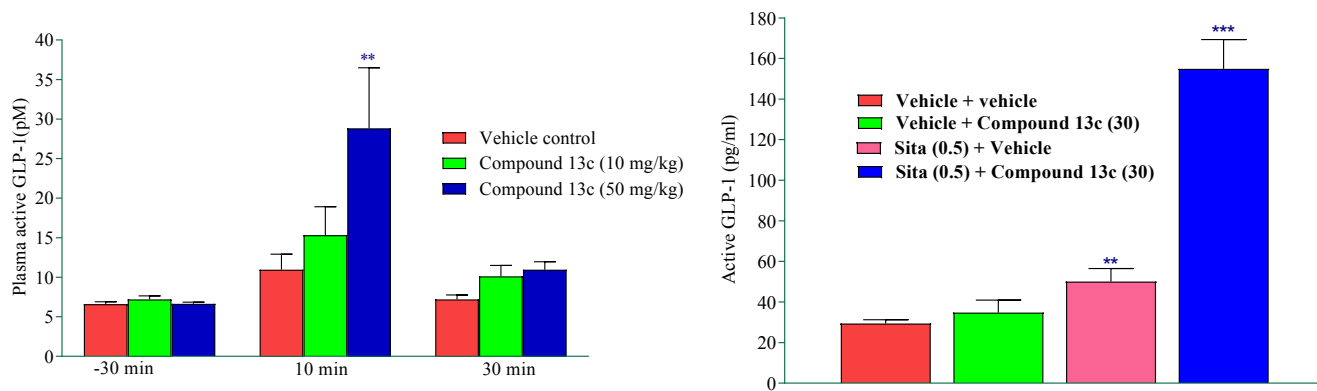 Plasma active GLP-1(pM)
40
35
30
25
20
15
10
5
0
**
Vehicle control
Compound 13c (10 mg/kg)
Compound 13c (50 mg/kg)
-30 min
10 min
30 min
Active GLP-1 (pg/ml)
180
160
140
120
100
80
60
40
20
0
Vehicle + vehicle
Vehicle + Compound 13c (30)
Sita (0.5) + Vehicle
Sita (0.5) + Compound 13c (30)
**
***